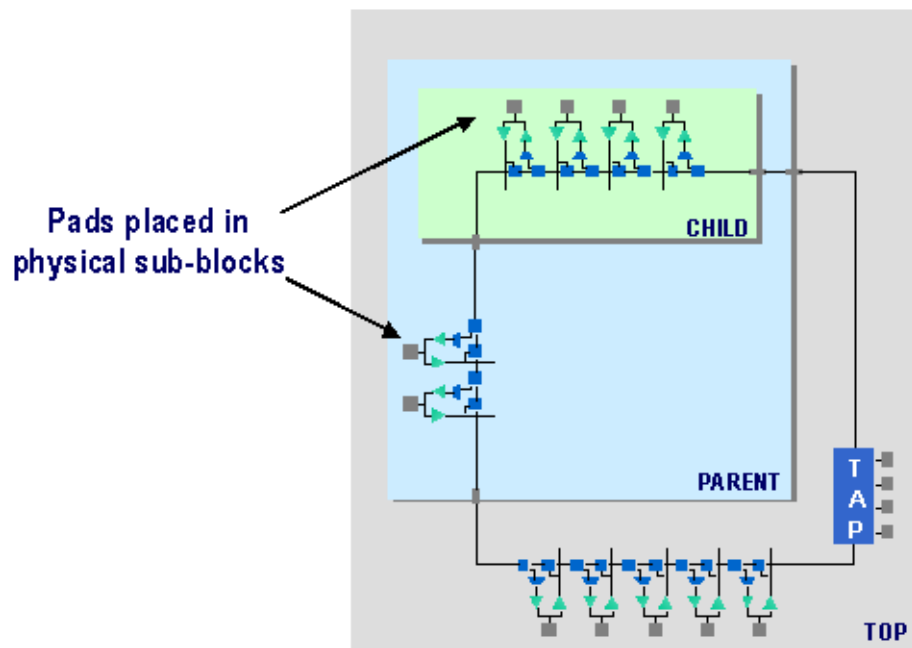 Pads placed in
physical sub-blocks
CHILD
PARENT
T
A
P
TOP